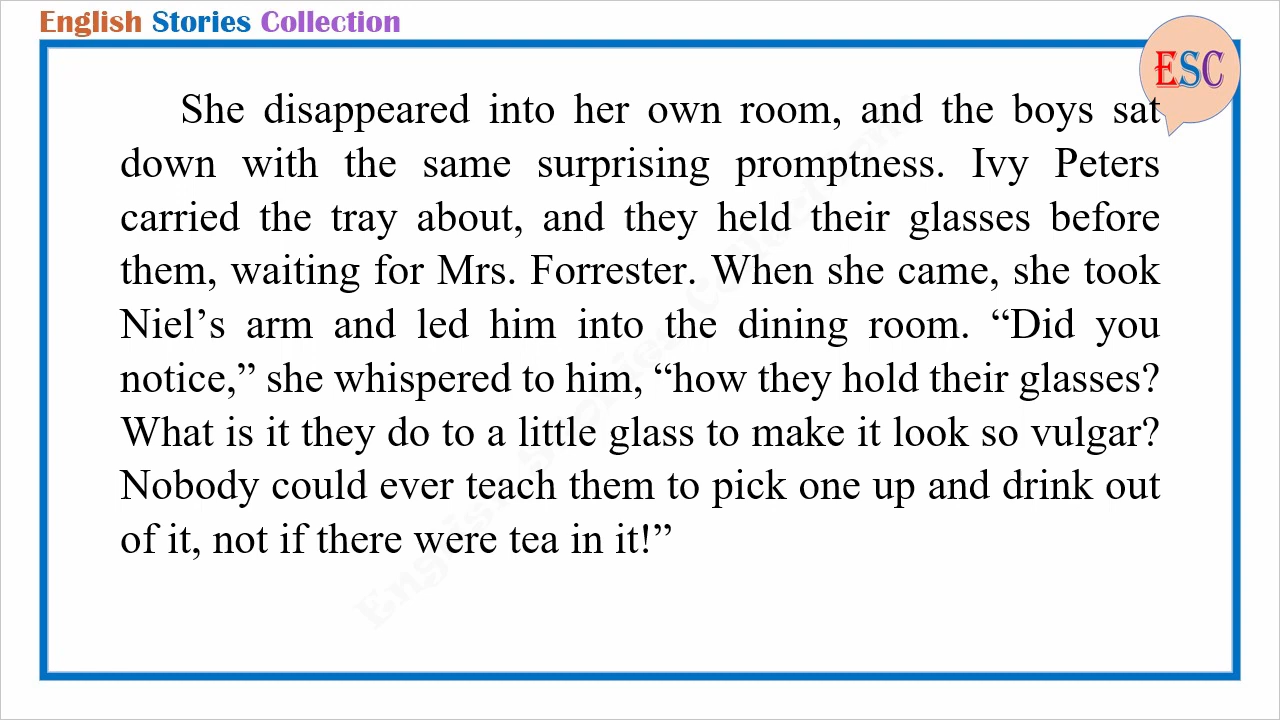 English Stories Collection
ESC
She disappeared into her own room, and the boys sat
down with the same surprising promptness. Ivy Peters
carried the tray about, and they held their glasses before
them, waiting for Mrs. Forrester. When she came, she took
Niel’s arm and led him into the dining room. “Did you
notice,” she whispered to him, “how they hold their glasses?
What is it they do to a little glass to make it look so vulgar?
Nobody could ever teach them to pick one up and drink out
of it, not if there were tea in it!”
English Stories Collection